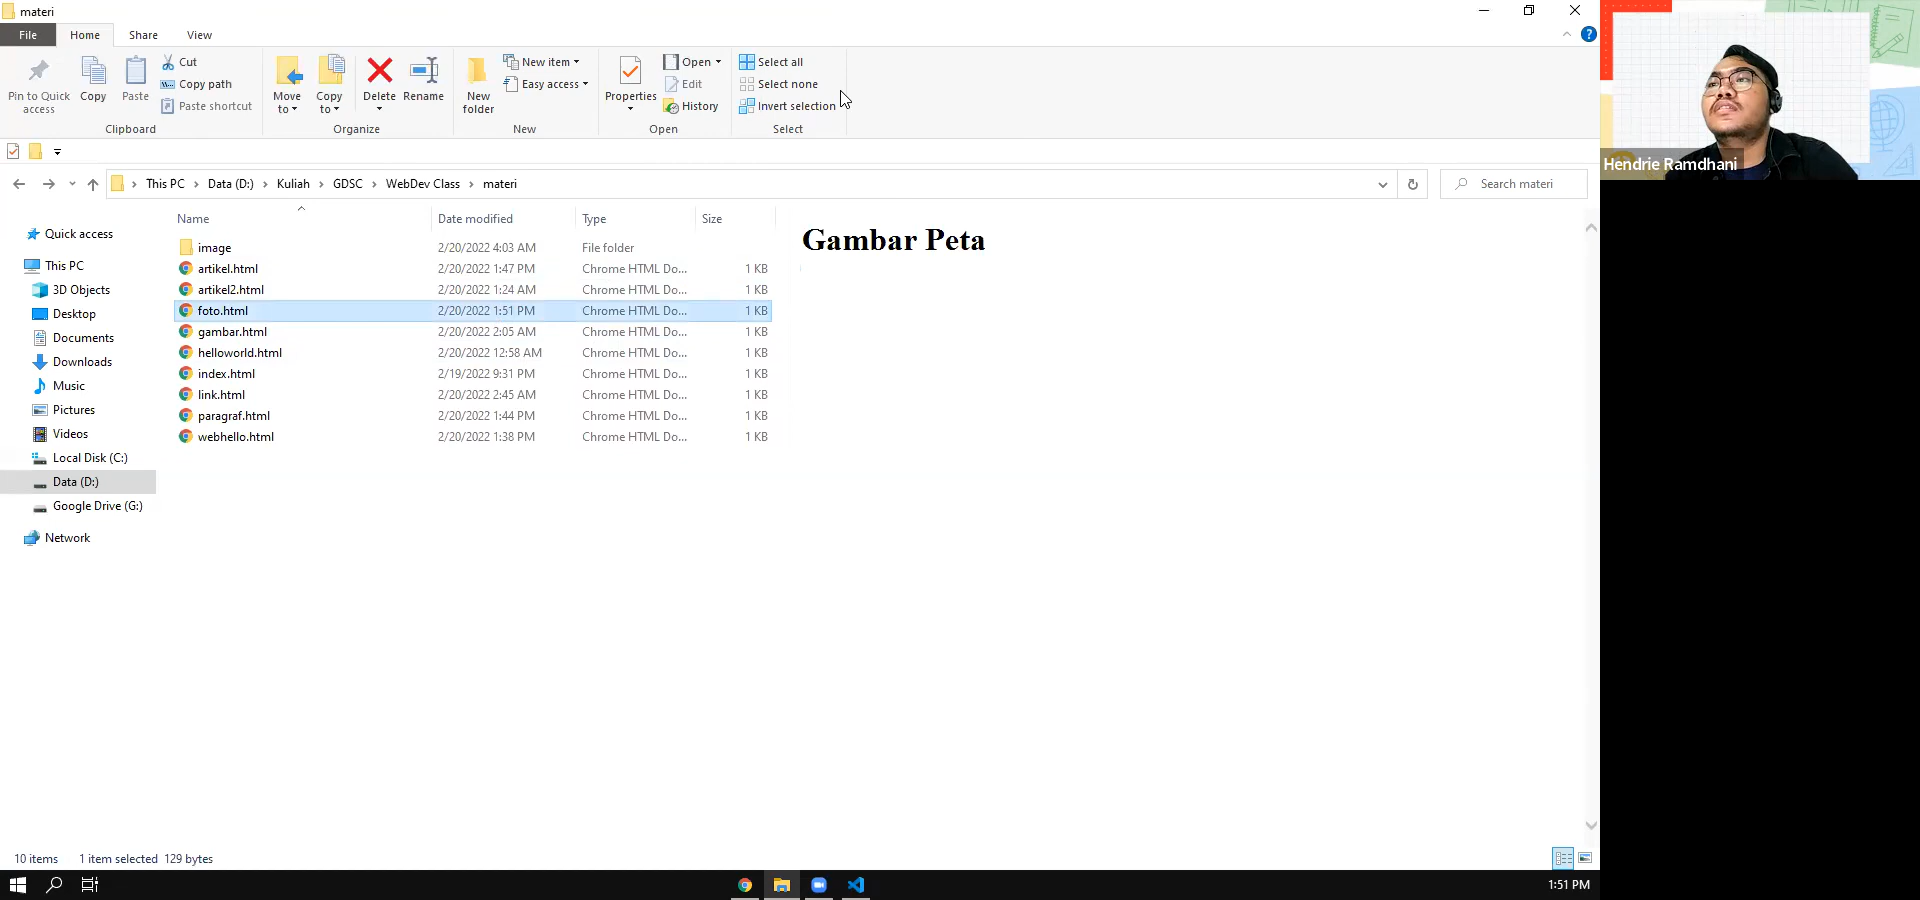 materi
File Home Share View
Pin to Quick access
Copy
Paste
Cut
Copy path
Paste shortcut
Clipboard
Move to
Copy to
Delete
Rename
Organize
New folder
New item
Easy access
New
Properties
Open
Edit
History
Open
Select all
Select none
Invert selection
Select
Hendrie Ramdhani
This PC > Data (D:) > Kuliah > GDSC > WebDev Class > materi
Search materi
Quick access
This PC
3D Objects
Desktop
Documents
Downloads
Music
Pictures
Videos
Local Disk (C:)
Data (D:)
Google Drive (G:)
Network
Name Date modified Type Size
image 2/20/2022 4:03 AM File folder
artikel.html 2/20/2022 1:47 PM Chrome HTML Do... 1 KB
artikel2.html 2/20/2022 1:24 AM Chrome HTML Do... 1 KB
foto.html 2/20/2022 1:51 PM Chrome HTML Do... 1 KB
gambar.html 2/20/2022 2:05 AM Chrome HTML Do... 1 KB
helloworld.html 2/20/2022 12:58 AM Chrome HTML Do... 1 KB
index.html 2/19/2022 9:31 PM Chrome HTML Do... 1 KB
link.html 2/20/2022 2:45 AM Chrome HTML Do... 1 KB
paragraf.html 2/20/2022 1:44 PM Chrome HTML Do... 1 KB
webhello.html 2/20/2022 1:38 PM Chrome HTML Do... 1 KB
Gambar Peta
10 items 1 item selected 129 bytes
1:51 PM